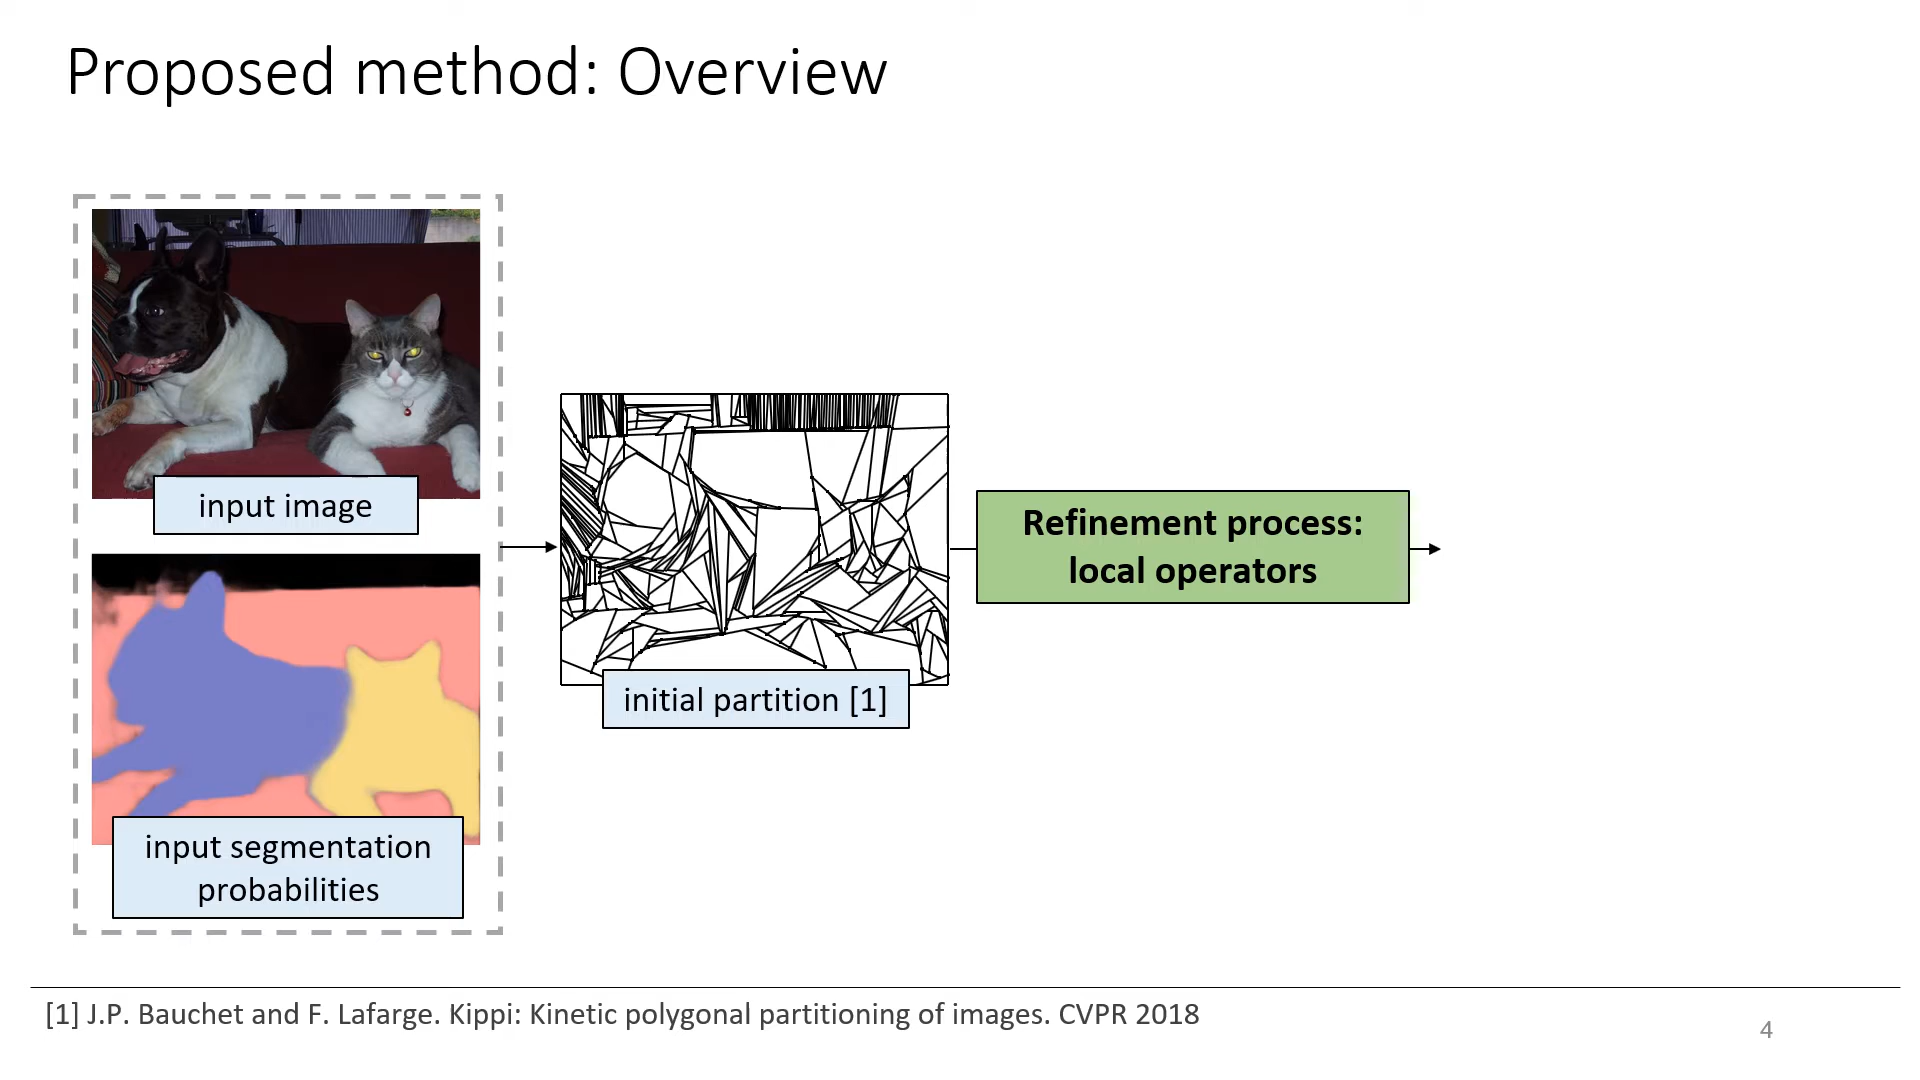 Proposed method: Overview
input image
input segmentation
probabilities
initial partition [1]
Refinement process:
local operators
[1] J.P. Bauchet and F. Lafarge. Kippi: Kinetic polygonal partitioning of images. CVPR 2018
4